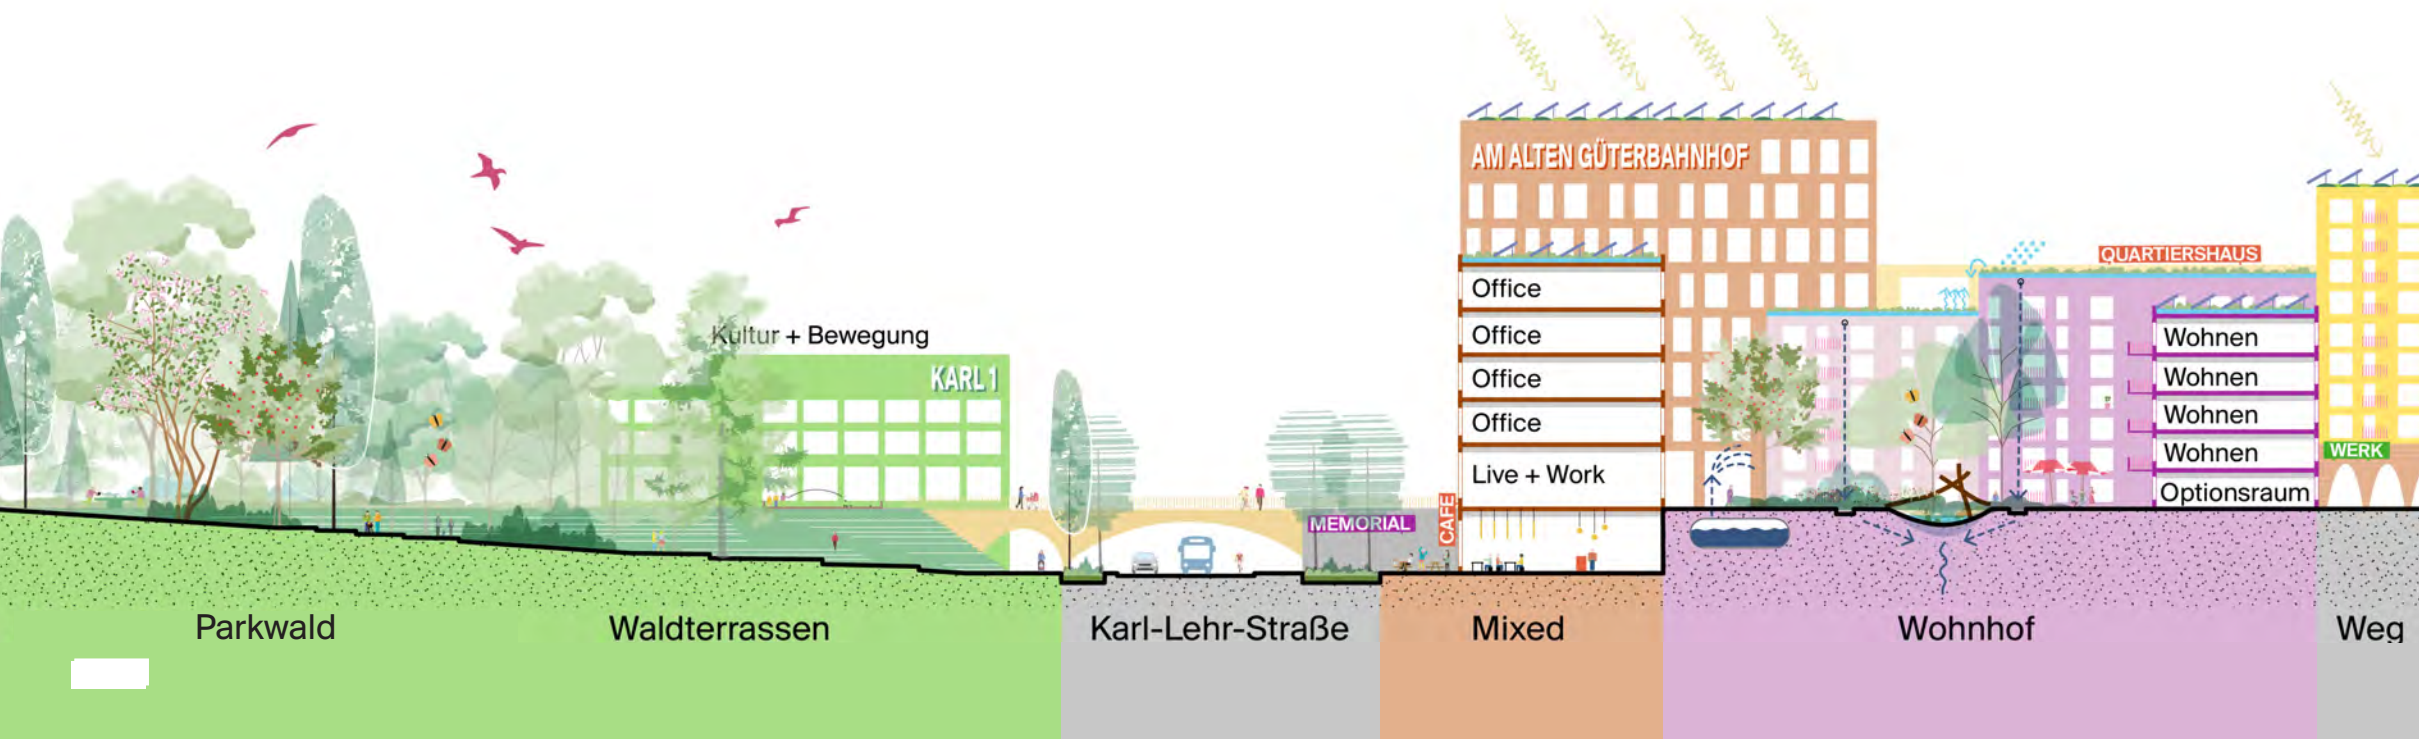 AM ALTEN GÜTERBAHNHOF
QUARTIERSHAUS
Office
Kultur + Bewegung
Office
Wohnen
KARL 1
Office
Wohnen
Office
Wohnen
WERK
Wohnen
Live + Work
Optionsraum
MEMORIAL
CAFE
Parkwald
Waldterrassen
Karl-Lehr-Straße
Mixed
Wohnhof
Weg